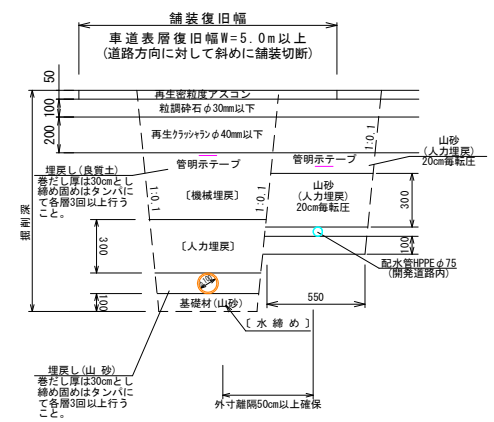 舗装復旧幅
車道表層復旧幅W=5.0m以上
(道路方向に対して斜めに舗装切断)
50
再生密粒度アスコン
100
粒調砕石φ30mm以下
200
再生クラッシャランφ40mm以下
1:0.1
管明示テープ
管明示テープ
山砂
(人力埋戻)
20cm毎転圧
埋戻し(良質土)
巻だし厚は30cmとし
締め固めはタンパに
て各層3回以上行う
こと。
1:0.1
〔機械埋戻〕
1:0.1
山砂
(人力埋戻)
20cm毎転圧
300
掘削深
300
〔人力埋戻〕
100
配水管HPPEφ75
(開発道路内)
100
基礎材(山砂)
550
〔水締め〕
埋戻し(山砂)
巻だし厚は30cmとし
締め固めはタンパに
て各層3回以上行う
こと。
外寸離隔50cm以上確保